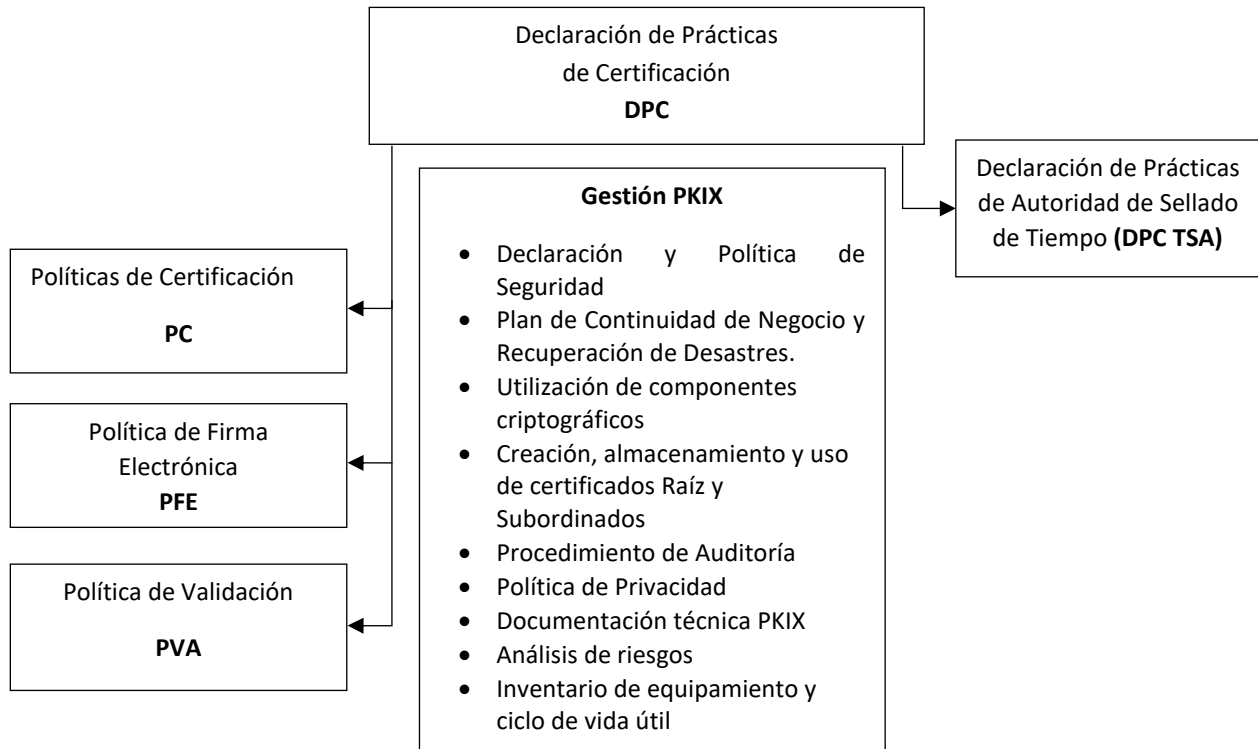 Declaración de Prácticas
de Certificación
DPC
Declaración de Prácticas
de Autoridad de Sellado
de Tiempo (DPC TSA)
Políticas de Certificación
PC
Política de Firma
Electrónica
PFE
Política de Validación
PVA
Gestión PKIX
• Declaración y Política de
Seguridad
• Plan de Continuidad de Negocio y
Recuperación de Desastres.
• Utilización de componentes
criptográficos
• Creación, almacenamiento y uso
de certificados Raíz y
Subordinados
• Procedimiento de Auditoría
• Política de Privacidad
• Documentación técnica PKIX
• Análisis de riesgos
• Inventario de equipamiento y
ciclo de vida útil